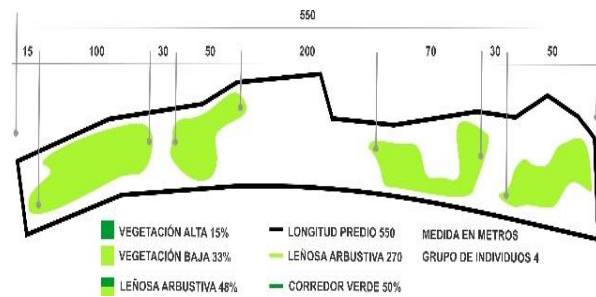 550
15 100 30 50 200 70 30 50
VEGETACIÓN ALTA 15% LONGITUD PREDIO 550 MEDIDA EN METROS
VEGETACIÓN BAJA 33% LEÑOSA ARBUSTIVA 270 GRUPO DE INDIVIDUOS 4
LEÑOSA ARBUSTIVA 48% CORREDOR VERDE 50%